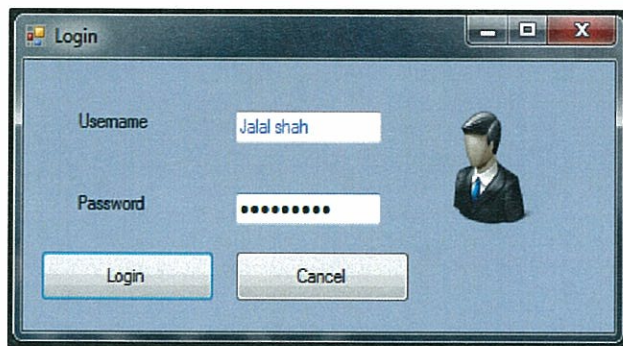 Login
Username
Jalal shah
Password
•••••••••
Login
Cancel